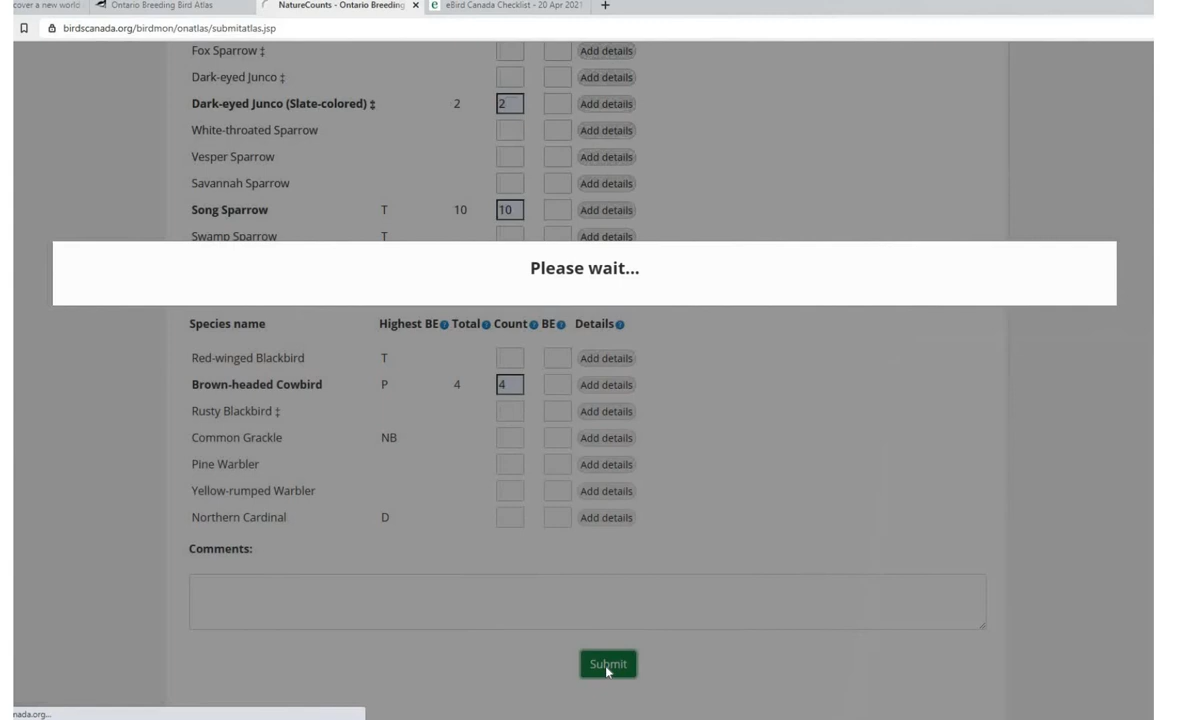 cover a new world Ontario Breeding Bird Atlas NatureCounts - Ontario Breeding × eBird Canada Checklist - 20 Apr 2021 +
birdscanada.org/birdmon/onatlas/submitatlas.jsp
Fox Sparrow ‡ Add details
Dark-eyed Junco ‡ Add details
Dark-eyed Junco (Slate-colored) ‡ 2 2 Add details
White-throated Sparrow Add details
Vesper Sparrow Add details
Savannah Sparrow Add details
Song Sparrow T 10 10 Add details
Swamp Sparrow T Add details
Please wait...
Species name Highest BE? Total? Count? BE? Details?
Red-winged Blackbird T Add details
Brown-headed Cowbird P 4 4 Add details
Rusty Blackbird ‡ Add details
Common Grackle NB Add details
Pine Warbler Add details
Yellow-rumped Warbler Add details
Northern Cardinal D Add details
Comments:
Submit
nada.org...